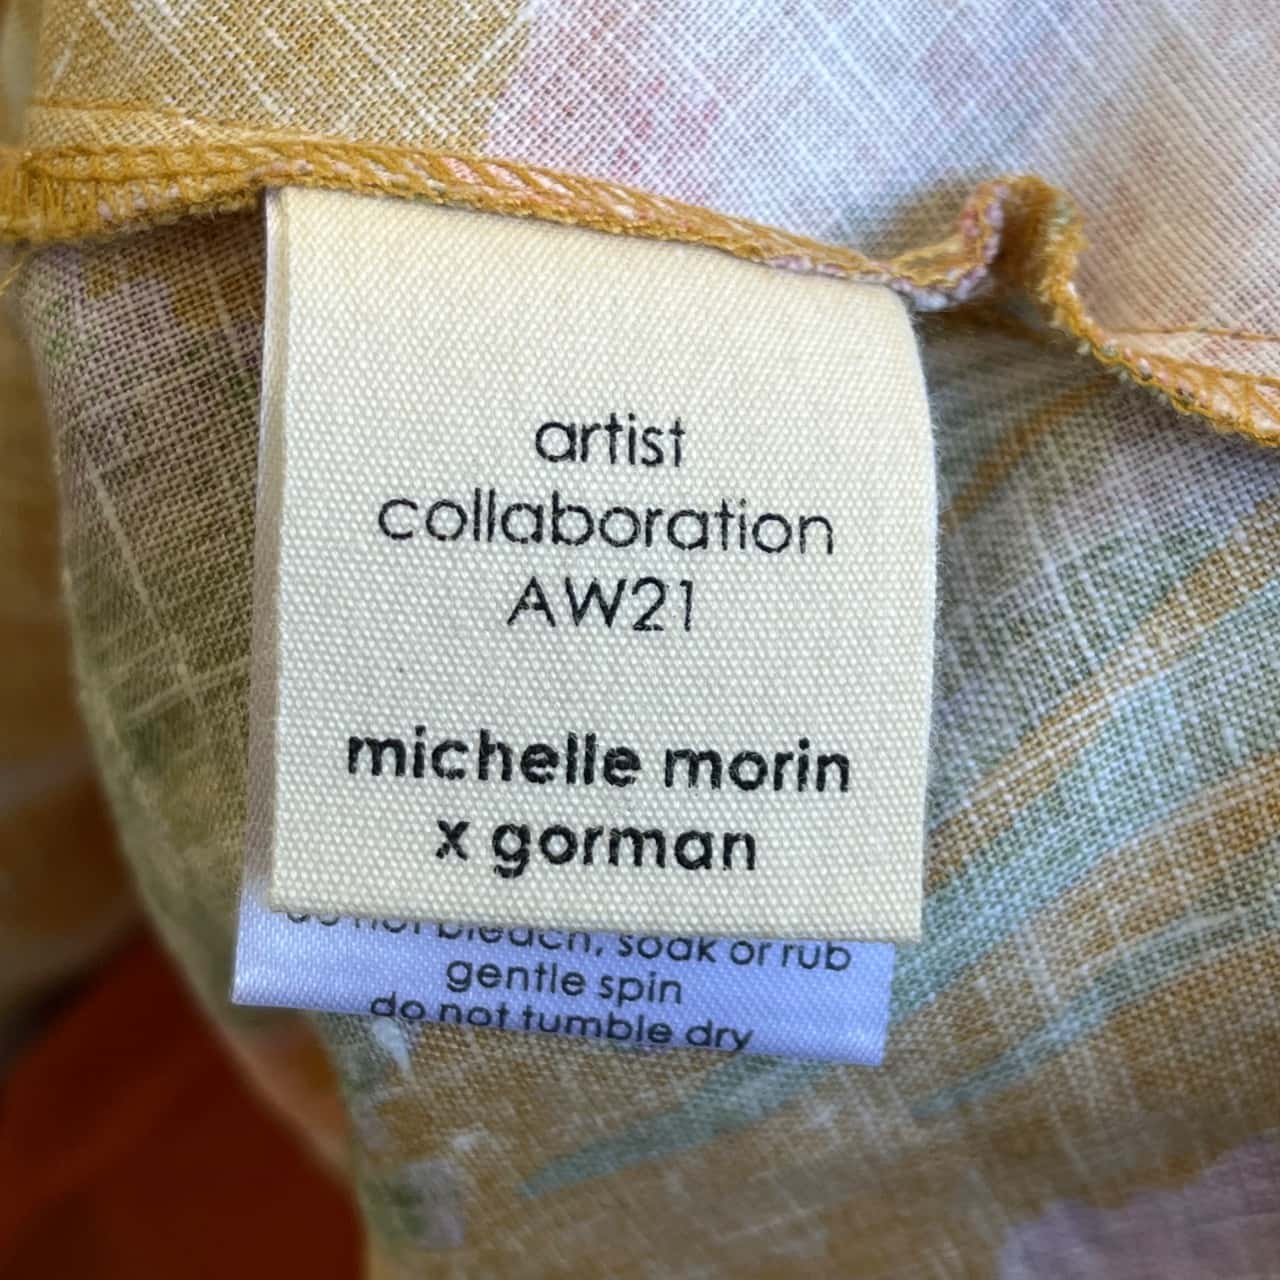 artist
collaboration
AW21
michelle morin
x gorman
do not bleach, soak or rub
gentle spin
do not tumble dry